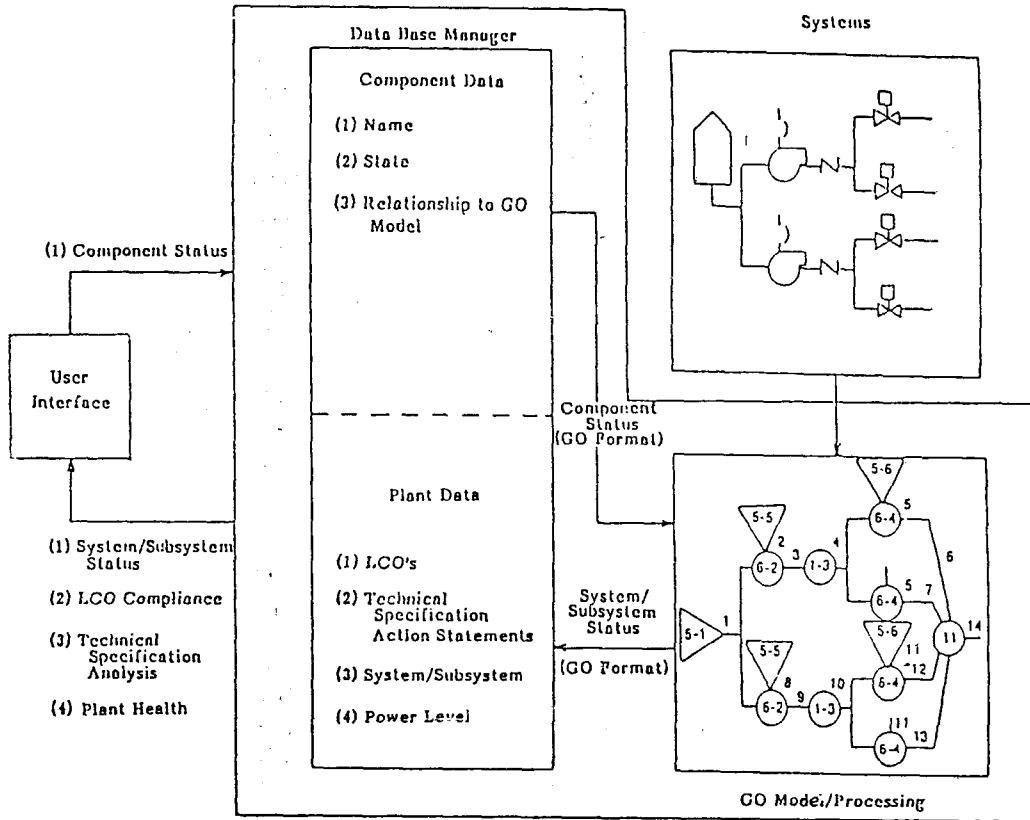 Data Base Manager
Systems
Component Data
(1) Name
(2) State
(3) Relationship to GO
Model
(1) Component Status
User
Interface
Component
Status
(GO Format)
Plant Data
(1) LCO's
(2) Technical
Specification
Action Statements
(3) System/Subsystem
(4) Power Level
System/
Subsystem
Status
(GO Format)
(1) System/Subsystem
Status
(2) LCO Compliance
(3) Technical
Specification
Analysis
(4) Plant Health
5-6
5
5-5
6-4
2
4
6
6-2
3
1-3
5
7
6-4
5-1
1
5-6
11
14
5-5
11
12
8
10
6-4
6-2
9
1-3
11
13
6-4
GO Model/Processing